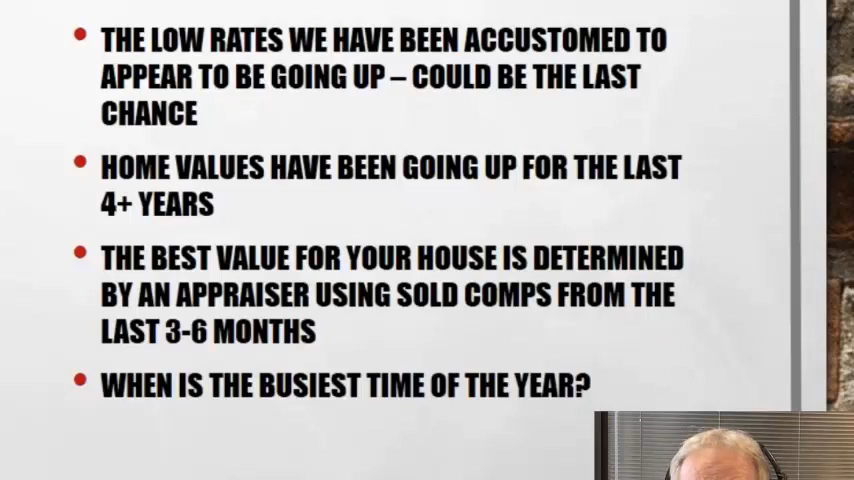 THE LOW RATES WE HAVE BEEN ACCUSTOMED TO
APPEAR TO BE GOING UP – COULD BE THE LAST
CHANCE
HOME VALUES HAVE BEEN GOING UP FOR THE LAST
4+ YEARS
THE BEST VALUE FOR YOUR HOUSE IS DETERMINED
BY AN APPRAISER USING SOLD COMPS FROM THE
LAST 3-6 MONTHS
WHEN IS THE BUSIEST TIME OF THE YEAR?